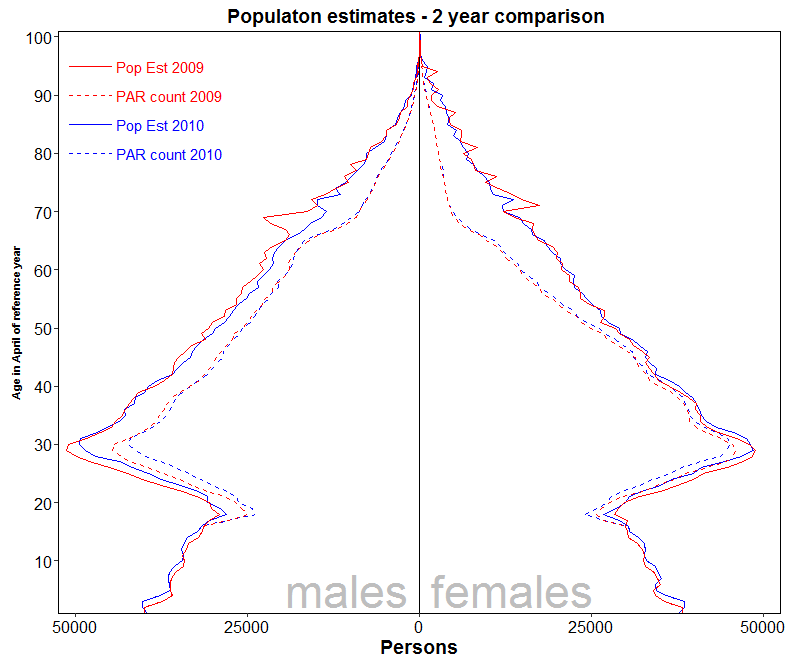 Populaton estimates - 2 year comparison
Pop Est 2009
PAR count 2009
Pop Est 2010
PAR count 2010
100
90
80
70
60
50
40
30
20
10
Age in April of reference year
males females
50000 25000 0 25000 50000
Persons